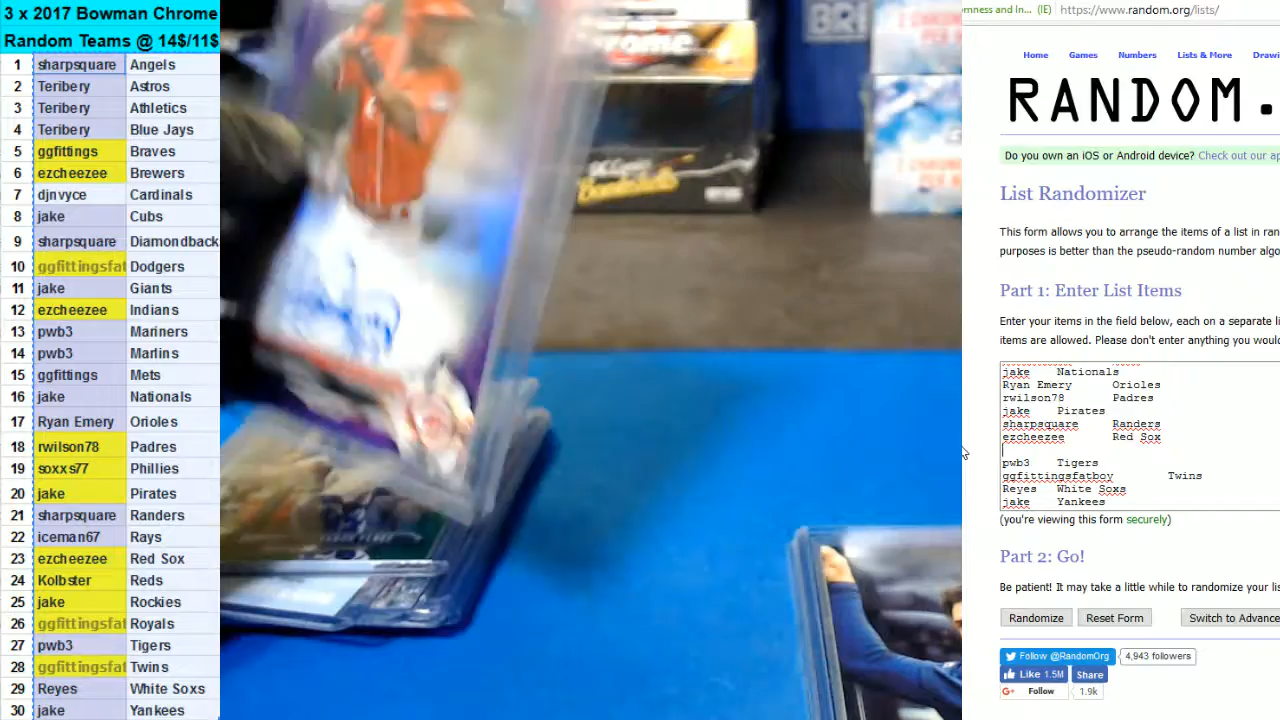 3 x 2017 Bowman Chrome
Random Teams @ 14$/11$
1 sharpsquare Angels
2 Teribery Astros
3 Teribery Athletics
4 Teribery Blue Jays
5 ggfittings Braves
6 ezcheezee Brewers
7 djnvyce Cardinals
8 jake Cubs
9 sharpsquare Diamondback
10 ggfittingsfat Dodgers
11 jake Giants
12 ezcheezee Indians
13 pwb3 Mariners
14 pwb3 Marlins
15 ggfittings Mets
16 jake Nationals
17 Ryan Emery Orioles
18 rwilson78 Padres
19 soxxs77 Phillies
20 jake Pirates
21 sharpsquare Randers
22 iceman67 Rays
23 ezcheezee Red Sox
24 Kolbster Reds
25 jake Rockies
26 ggfittingsfat Royals
27 pwb3 Tigers
28 ggfittingsfat Twins
29 Reyes White Soxs
30 jake Yankees
BRI
omness and In... (IE) https://www.random.org/lists/
Home Games Numbers Lists & More Drawi
RANDOM.
Do you own an iOS or Android device? Check out our ap
List Randomizer
This form allows you to arrange the items of a list in ran
purposes is better than the pseudo-random number algo
Part 1: Enter List Items
Enter your items in the field below, each on a separate li
items are allowed. Please don't enter anything you would
jake Nationals
Ryan Emery Orioles
rwilson78 Padres
jake Pirates
sharpsquare Randers
ezcheezee Red Sox
pwb3 Tigers
ggfittingsfatboy Twins
Reyes White Soxs
jake Yankees
(you're viewing this form securely)
Part 2: Go!
Be patient! It may take a little while to randomize your lis
Randomize Reset Form Switch to Advance
Follow @RandomOrg 4,943 followers
Like 1.5M Share
G+ Follow 1.9k